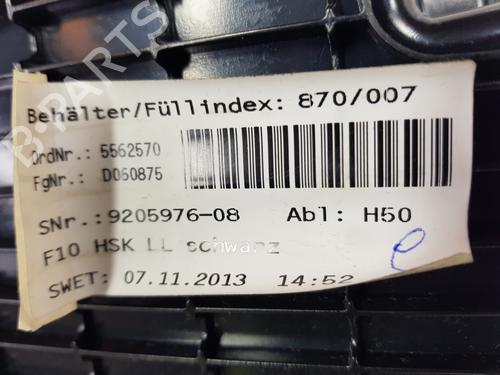 Behälter/Füllindex: 870/007
OrdNr.: 5562570
FgNr.: D060875
SNr.:9205976-08 Abl: H50
F10 HSK LL schwarz
SWET: 07.11.2013 14:52